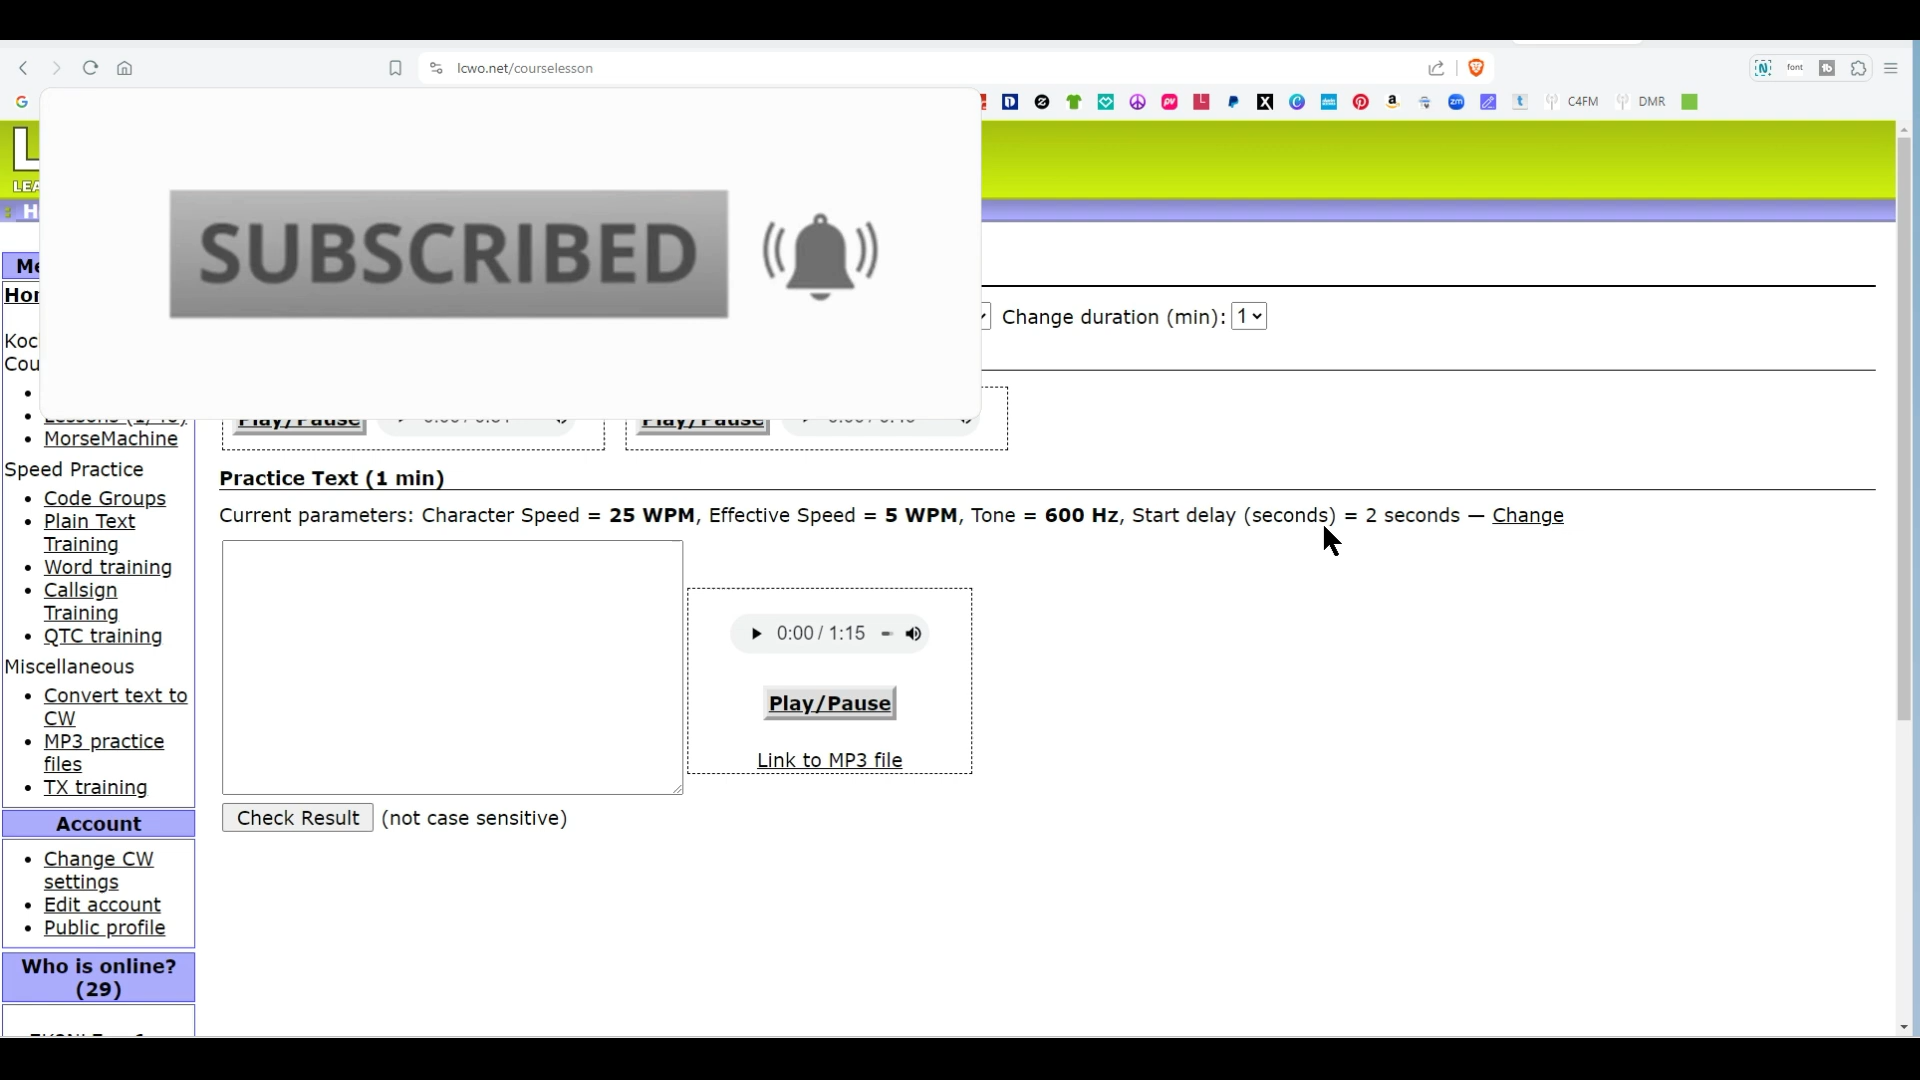 lcwo.net/courselesson
C4FM
DMR
SUBSCRIBED
Change duration (min): 1
MorseMachine
Play/Pause
Play/Pause
Speed Practice
Code Groups
Plain Text
Training
Word training
Callsign
Training
QTC training
Miscellaneous
Convert text to
CW
MP3 practice
files
TX training
Account
Change CW
settings
Edit account
Public profile
Who is online?
(29)
Practice Text (1 min)
Current parameters: Character Speed = 25 WPM, Effective Speed = 5 WPM, Tone = 600 Hz, Start delay (seconds) = 2 seconds — Change
0:00 / 1:15
Play/Pause
Link to MP3 file
Check Result (not case sensitive)